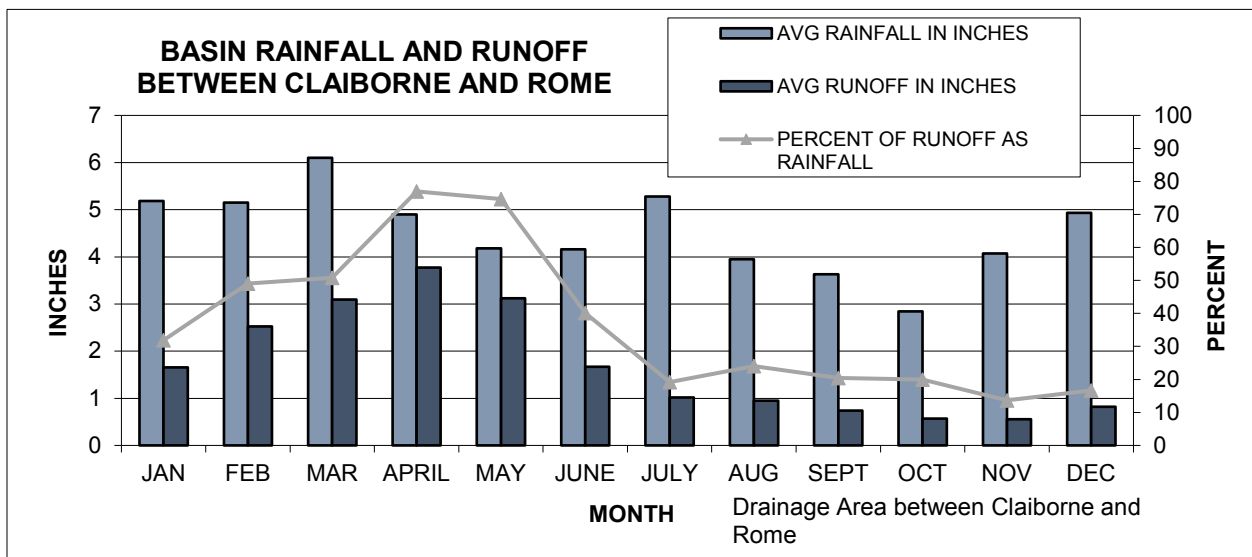 BASIN RAINFALL AND RUNOFF
BETWEEN CLAIBORNE AND ROME
AVG RAINFALL IN INCHES
AVG RUNOFF IN INCHES
PERCENT OF RUNOFF AS
RAINFALL
INCHES
7
6
5
4
3
2
1
0
100
90
80
70
60
50
40
30
20
10
0
PERCENT
JAN FEB MAR APRIL MAY JUNE JULY AUG SEPT OCT NOV DEC
MONTH
Drainage Area between Claiborne and
Rome